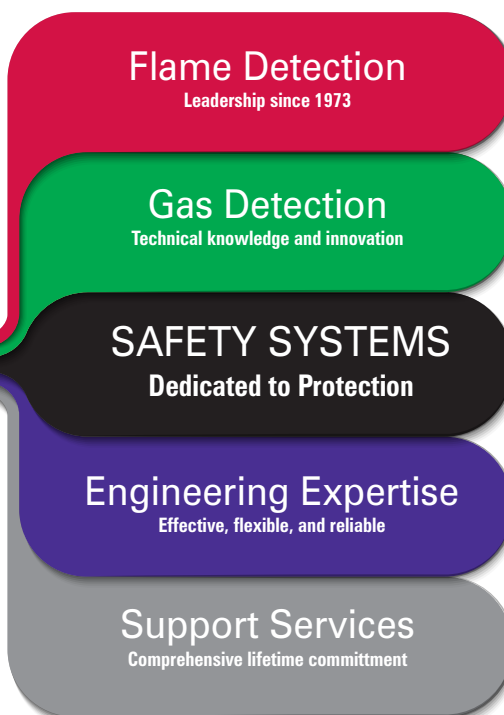 Flame Detection
Leadership since 1973
Gas Detection
Technical knowledge and innovation
SAFETY SYSTEMS
Dedicated to Protection
Engineering Expertise
Effective, flexible, and reliable
Support Services
Comprehensive lifetime committment